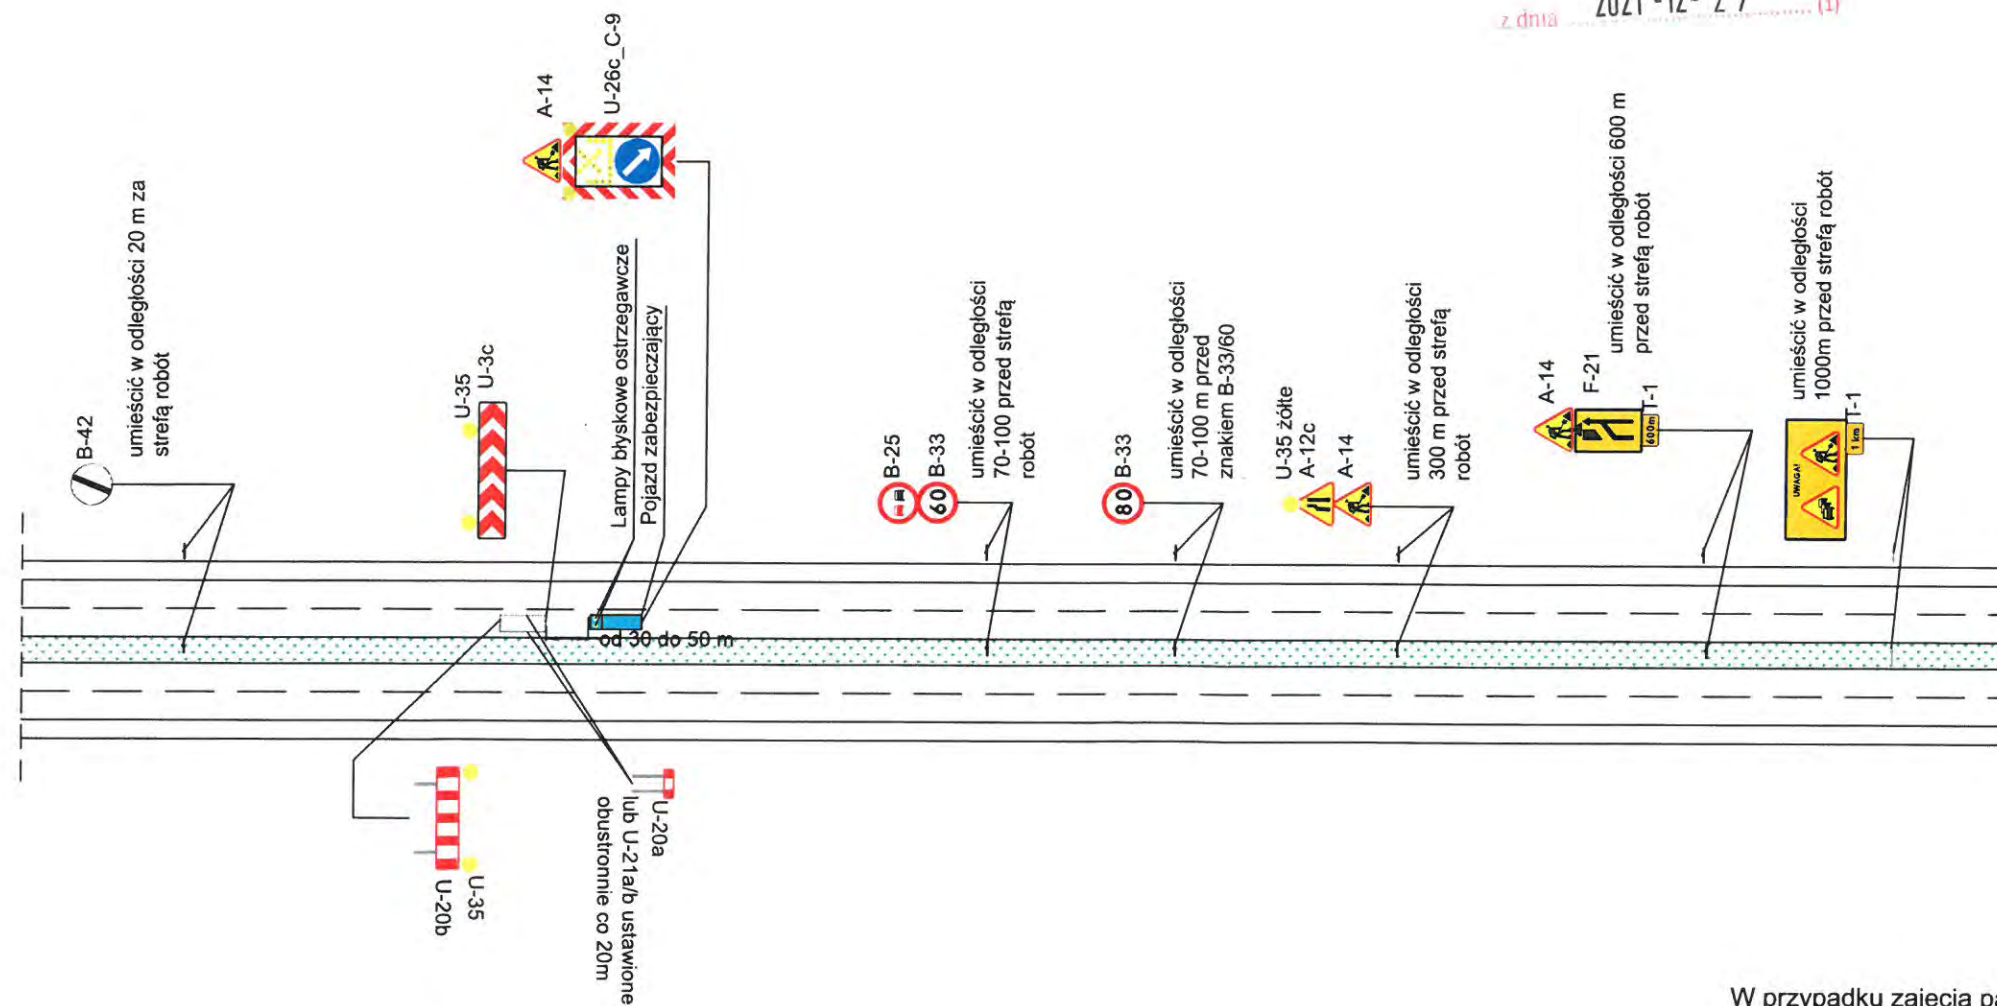 z dnia 2021 -12- 27 (1)
A-14
U-26c_C-9
B-42
umieścić w odległości 20 m za
strefą robót
U-35
U-3c
Lampy błyskowe ostrzegawcze
Pojazd zabezpieczający
od 30 do 50 m
B-25
B-33
60
umieścić w odległości
70-100 przed strefą
robót
B-33
80
umieścić w odległości
70-100 m przed
znakiem B-33/60
U-35 żółte
A-12c
A-14
umieścić w odległości
300 m przed strefą
robót
A-14
F-21
T-1
600m
umieścić w odległości 600 m
przed strefą robót
umieścić w odległości
1000m przed strefą robót
UWAGA!
T-1
1 km
U-20b
U-35
U-20a
lub U-21a/b ustawione
obustronnie co 20m
W przypadku zajęcia pa